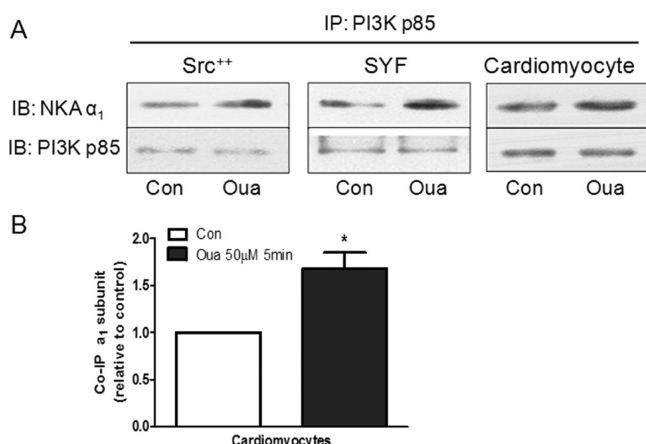 A
IP: PI3K p85
Src⁺⁺ SYF Cardiomyocyte
IB: NKA α₁
IB: PI3K p85
Con Oua Con Oua Con Oua
B
Con
Oua 50µM 5min
*
Co-IP a₁ subunit
(relative to control)
2.0
1.5
1.0
0.5
0.0
Cardiomyocytes